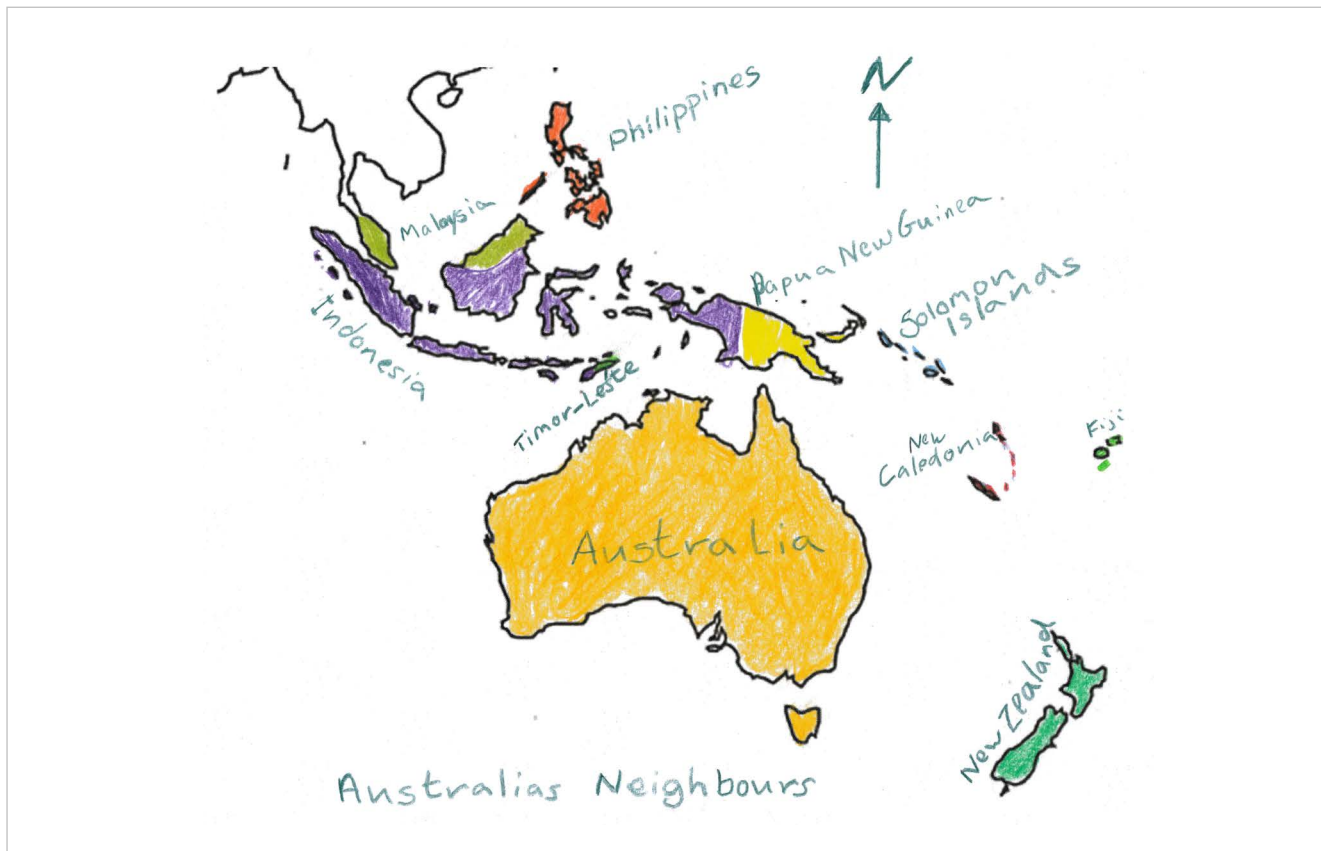 N
Philippines
Malaysia
Papua New Guinea.
Solomon
Islands
Indonesia
Timor-Leste
New
Caledonia
Fiji
Australia
New Zealand
Australias Neighbours